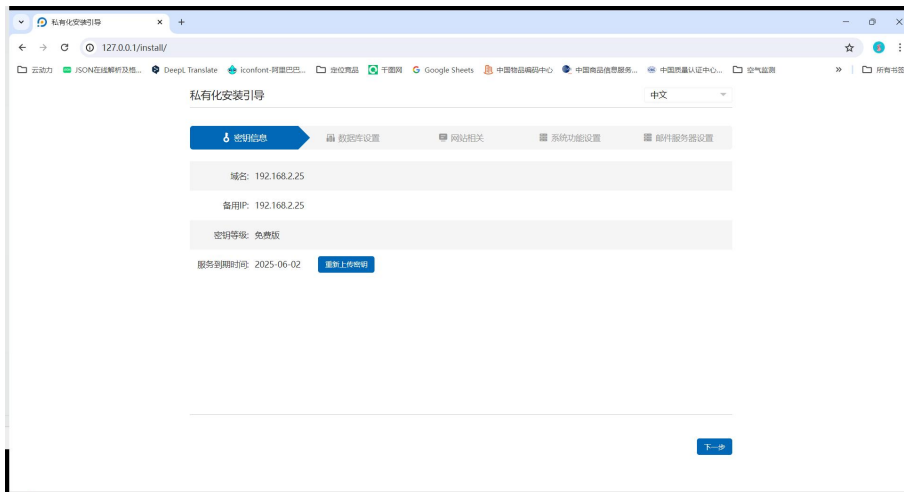 私有化安装引导
127.0.0.1/install/
云动力 JSON在线解析及格... DeepL Translate iconfont-阿里巴巴... 定位竞品 千图网 Google Sheets 中国物品编码中心 中国商品信息服务... 中国质量认证中心... 空气监测 » 所有书签
私有化安装引导 中文
密钥信息 数据库设置 网站相关 系统功能设置 邮件服务器设置
域名: 192.168.2.25
备用IP: 192.168.2.25
密钥等级: 免费版
服务到期时间: 2025-06-02 重新上传密钥
下一步